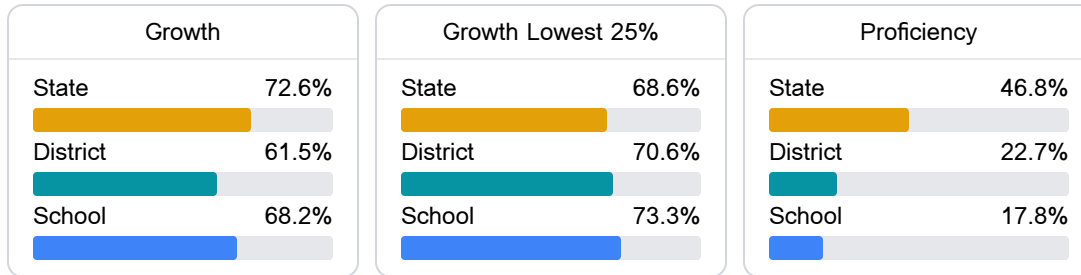 Growth
State 72.6%
District 61.5%
School 68.2%
Growth Lowest 25%
State 68.6%
District 70.6%
School 73.3%
Proficiency
State 46.8%
District 22.7%
School 17.8%